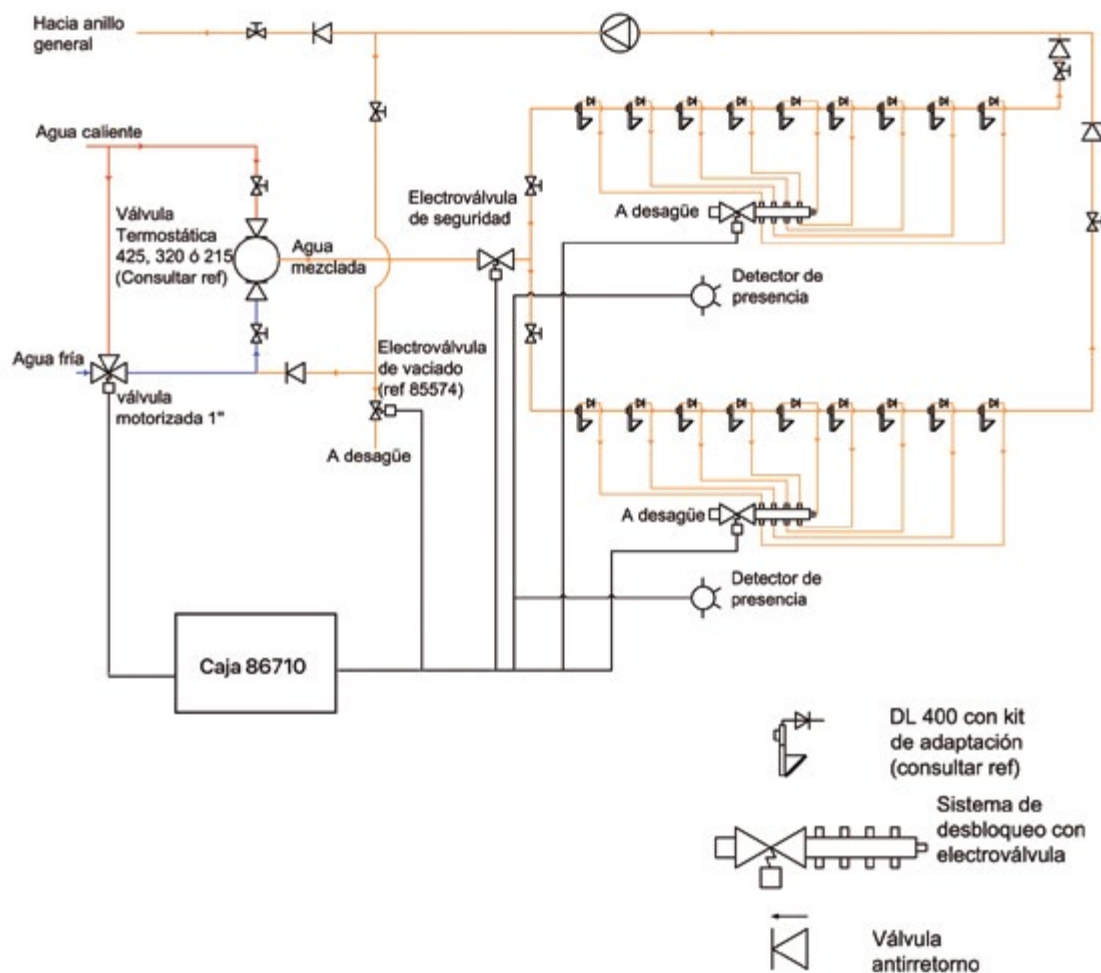 Hacia anillo
general
Agua caliente
Válvula
Termostática
425, 320 ó 215
(Consultar ref)
Agua
mezclada
Electroválvula
de seguridad
A desagüe
Detector de
presencia
Agua fría
válvula
motorizada 1"
Electroválvula
de vaciado
(ref 85574)
A desagüe
A desagüe
Detector de
presencia
Caja 86710
DL 400 con kit
de adaptación
(consultar ref)
Sistema de
desbloqueo con
electroválvula
Válvula
antirretorno